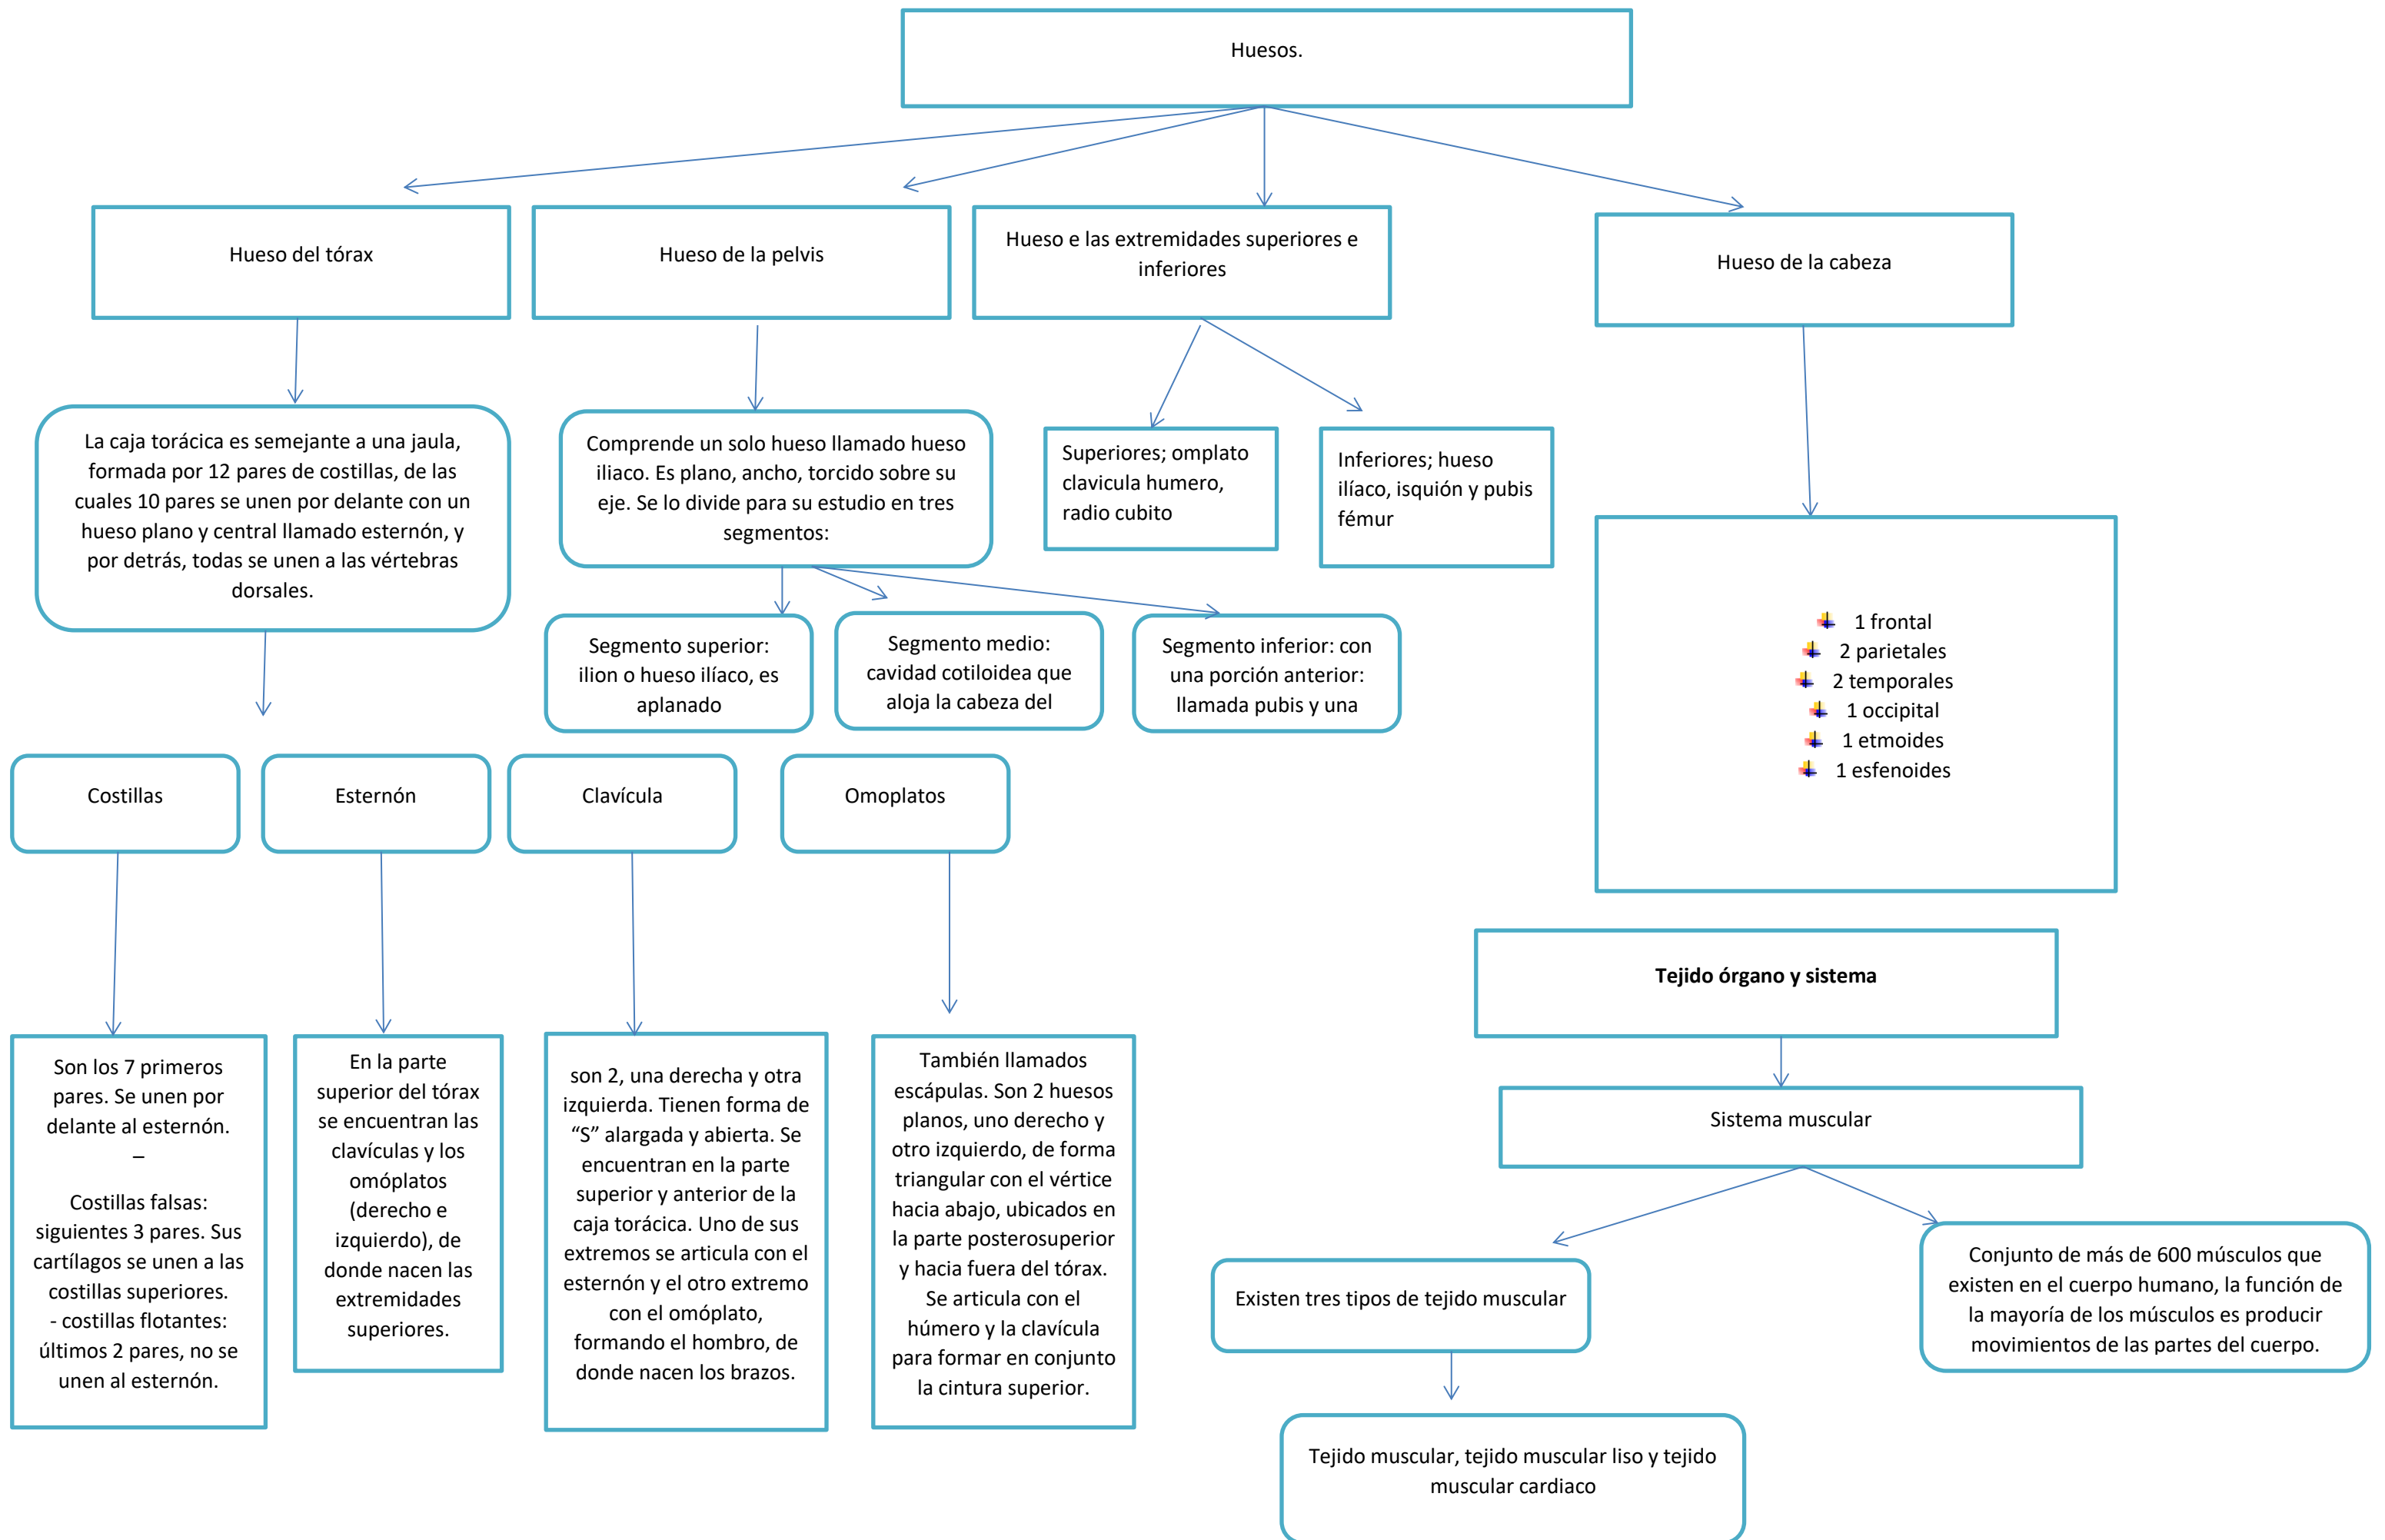 Huesos.
Hueso del tórax
Hueso de la pelvis
Hueso e las extremidades superiores e
inferiores
Hueso de la cabeza
La caja torácica es semejante a una jaula,
formada por 12 pares de costillas, de las
cuales 10 pares se unen por delante con un
hueso plano y central llamado esternón, y
por detrás, todas se unen a las vértebras
dorsales.
Comprende un solo hueso llamado hueso
iliaco. Es plano, ancho, torcido sobre su
eje. Se lo divide para su estudio en tres
segmentos:
Superiores; omplato
clavicula humero,
radio cubito
Inferiores; hueso
ilíaco, isquión y pubis
fémur
Segmento superior:
ilion o hueso ilíaco, es
aplanado
Segmento medio:
cavidad cotiloidea que
aloja la cabeza del
Segmento inferior: con
una porción anterior:
llamada pubis y una
1 frontal
2 parietales
2 temporales
1 occipital
1 etmoides
1 esfenoides
Costillas
Esternón
Clavícula
Omoplatos
Son los 7 primeros
pares. Se unen por
delante al esternón.
–
Costillas falsas:
siguientes 3 pares. Sus
cartílagos se unen a las
costillas superiores.
- costillas flotantes:
últimos 2 pares, no se
unen al esternón.
En la parte
superior del tórax
se encuentran las
clavículas y los
omóplatos
(derecho e
izquierdo), de
donde nacen las
extremidades
superiores.
son 2, una derecha y otra
izquierda. Tienen forma de
“S” alargada y abierta. Se
encuentran en la parte
superior y anterior de la
caja torácica. Uno de sus
extremos se articula con el
esternón y el otro extremo
con el omóplato,
formando el hombro, de
donde nacen los brazos.
También llamados
escápulas. Son 2 huesos
planos, uno derecho y
otro izquierdo, de forma
triangular con el vértice
hacia abajo, ubicados en
la parte posterosuperior
y hacia fuera del tórax.
Se articula con el
húmero y la clavícula
para formar en conjunto
la cintura superior.
Tejido órgano y sistema
Sistema muscular
Existen tres tipos de tejido muscular
Conjunto de más de 600 músculos que
existen en el cuerpo humano, la función de
la mayoría de los músculos es producir
movimientos de las partes del cuerpo.
Tejido muscular, tejido muscular liso y tejido
muscular cardiaco